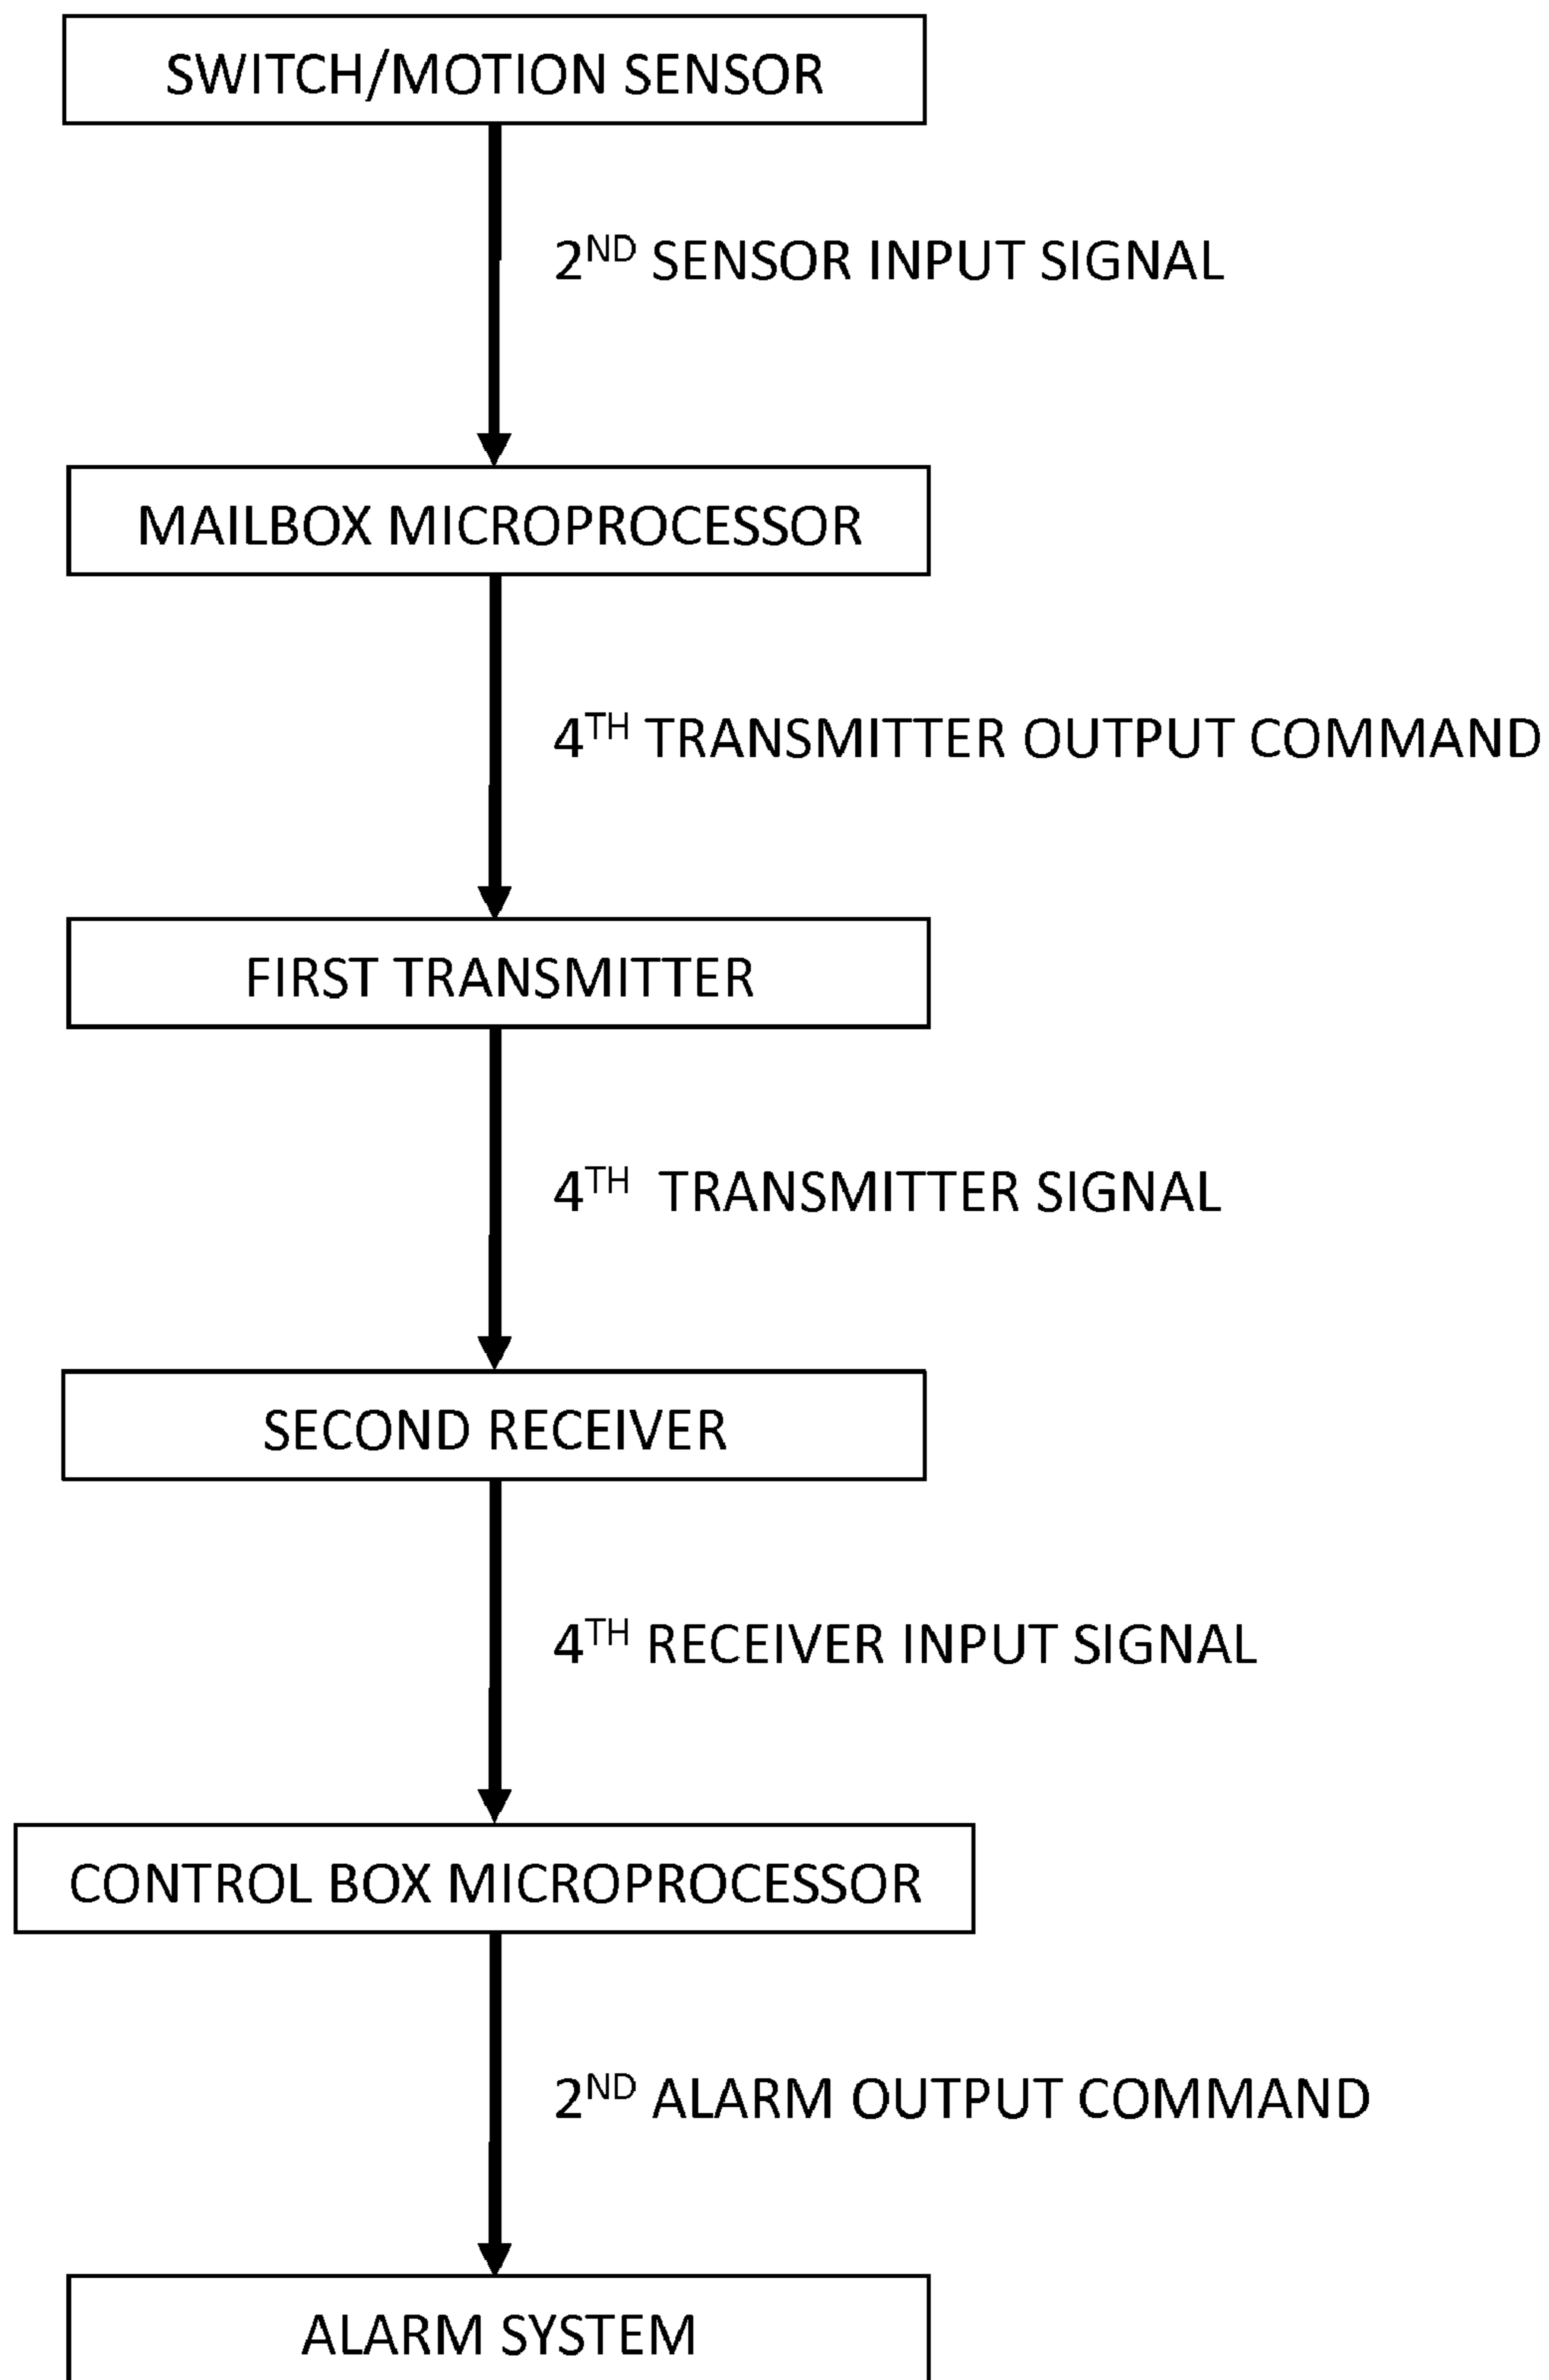 SWITCH/MOTION SENSOR
2ND SENSOR INPUT SIGNAL
MAILBOX MICROPROCESSOR
4TH TRANSMITTER OUTPUT COMMAND
FIRST TRANSMITTER
4TH TRANSMITTER SIGNAL
SECOND RECEIVER
4TH RECEIVER INPUT SIGNAL
CONTROL BOX MICROPROCESSOR
2ND ALARM OUTPUT COMMAND
ALARM SYSTEM